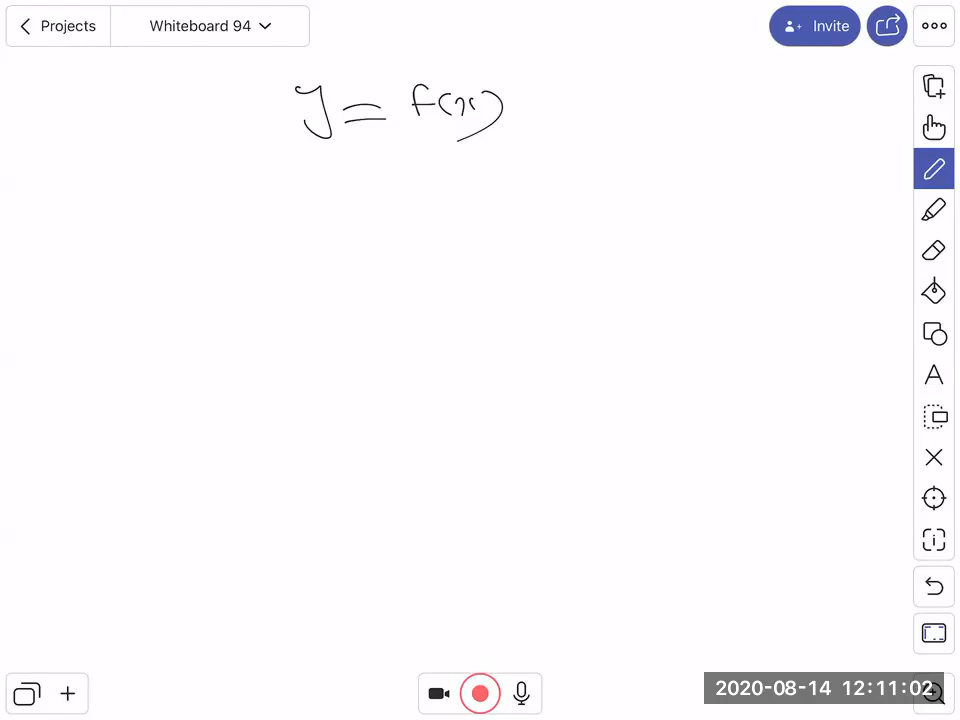 Projects
Whiteboard 94
Invite
y = f(x)
A
2020-08-14 12:11:02